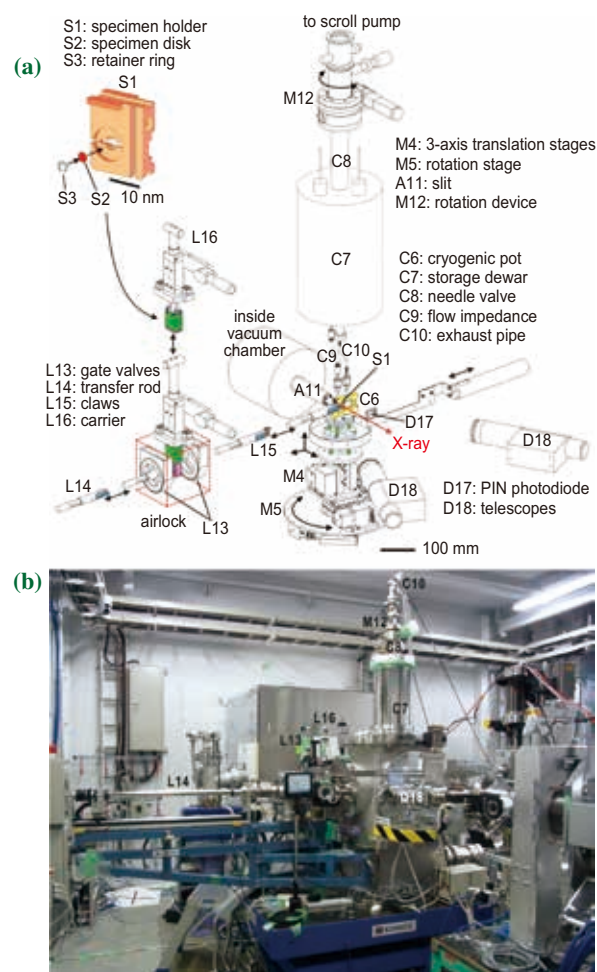 S1: specimen holder
S2: specimen disk
S3: retainer ring
to scroll pump
(a)
S1
M12
C8
M4: 3-axis translation stages
M5: rotation stage
A11: slit
M12: rotation device
10 nm
S3
S2
L16
C7
C6: cryogenic pot
C7: storage dewar
C8: needle valve
C9: flow impedance
C10: exhaust pipe
inside
vacuum
chamber
C9
C10
S1
A11
C6
L13: gate valves
L14: transfer rod
L15: claws
L16: carrier
D17
X-ray
D18
L15
M4
D18
L14
L13
airlock
M5
D17: PIN photodiode
D18: telescopes
100 mm
(b)
C10
M12
C8
C7
L16
L13
L14
D18